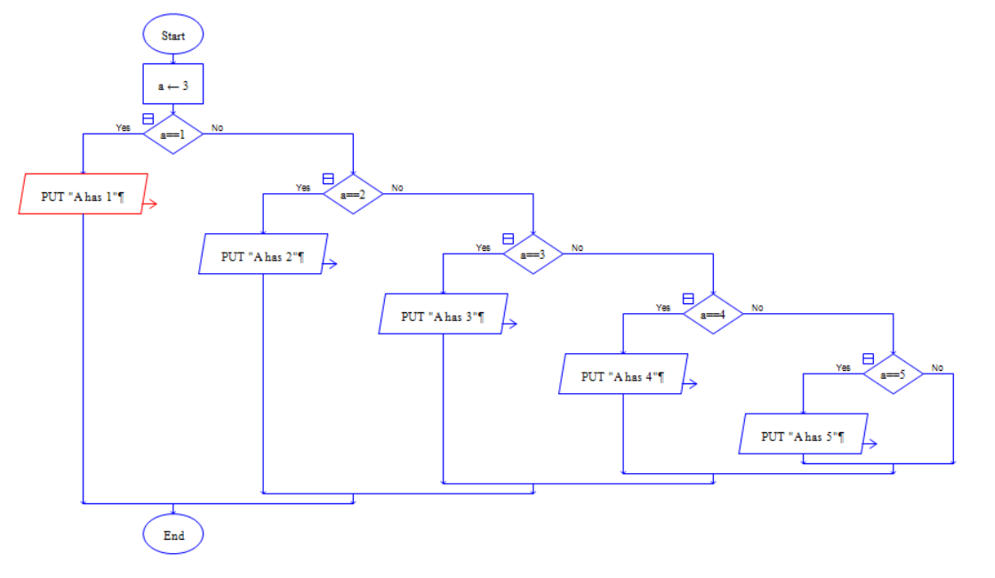 Start
a ← 3
a==1
Yes
No
PUT "A has 1"¶
a==2
Yes
No
PUT "A has 2"¶
a==3
Yes
No
PUT "A has 3"¶
a==4
Yes
No
PUT "A has 4"¶
a==5
Yes
No
PUT "A has 5"¶
End